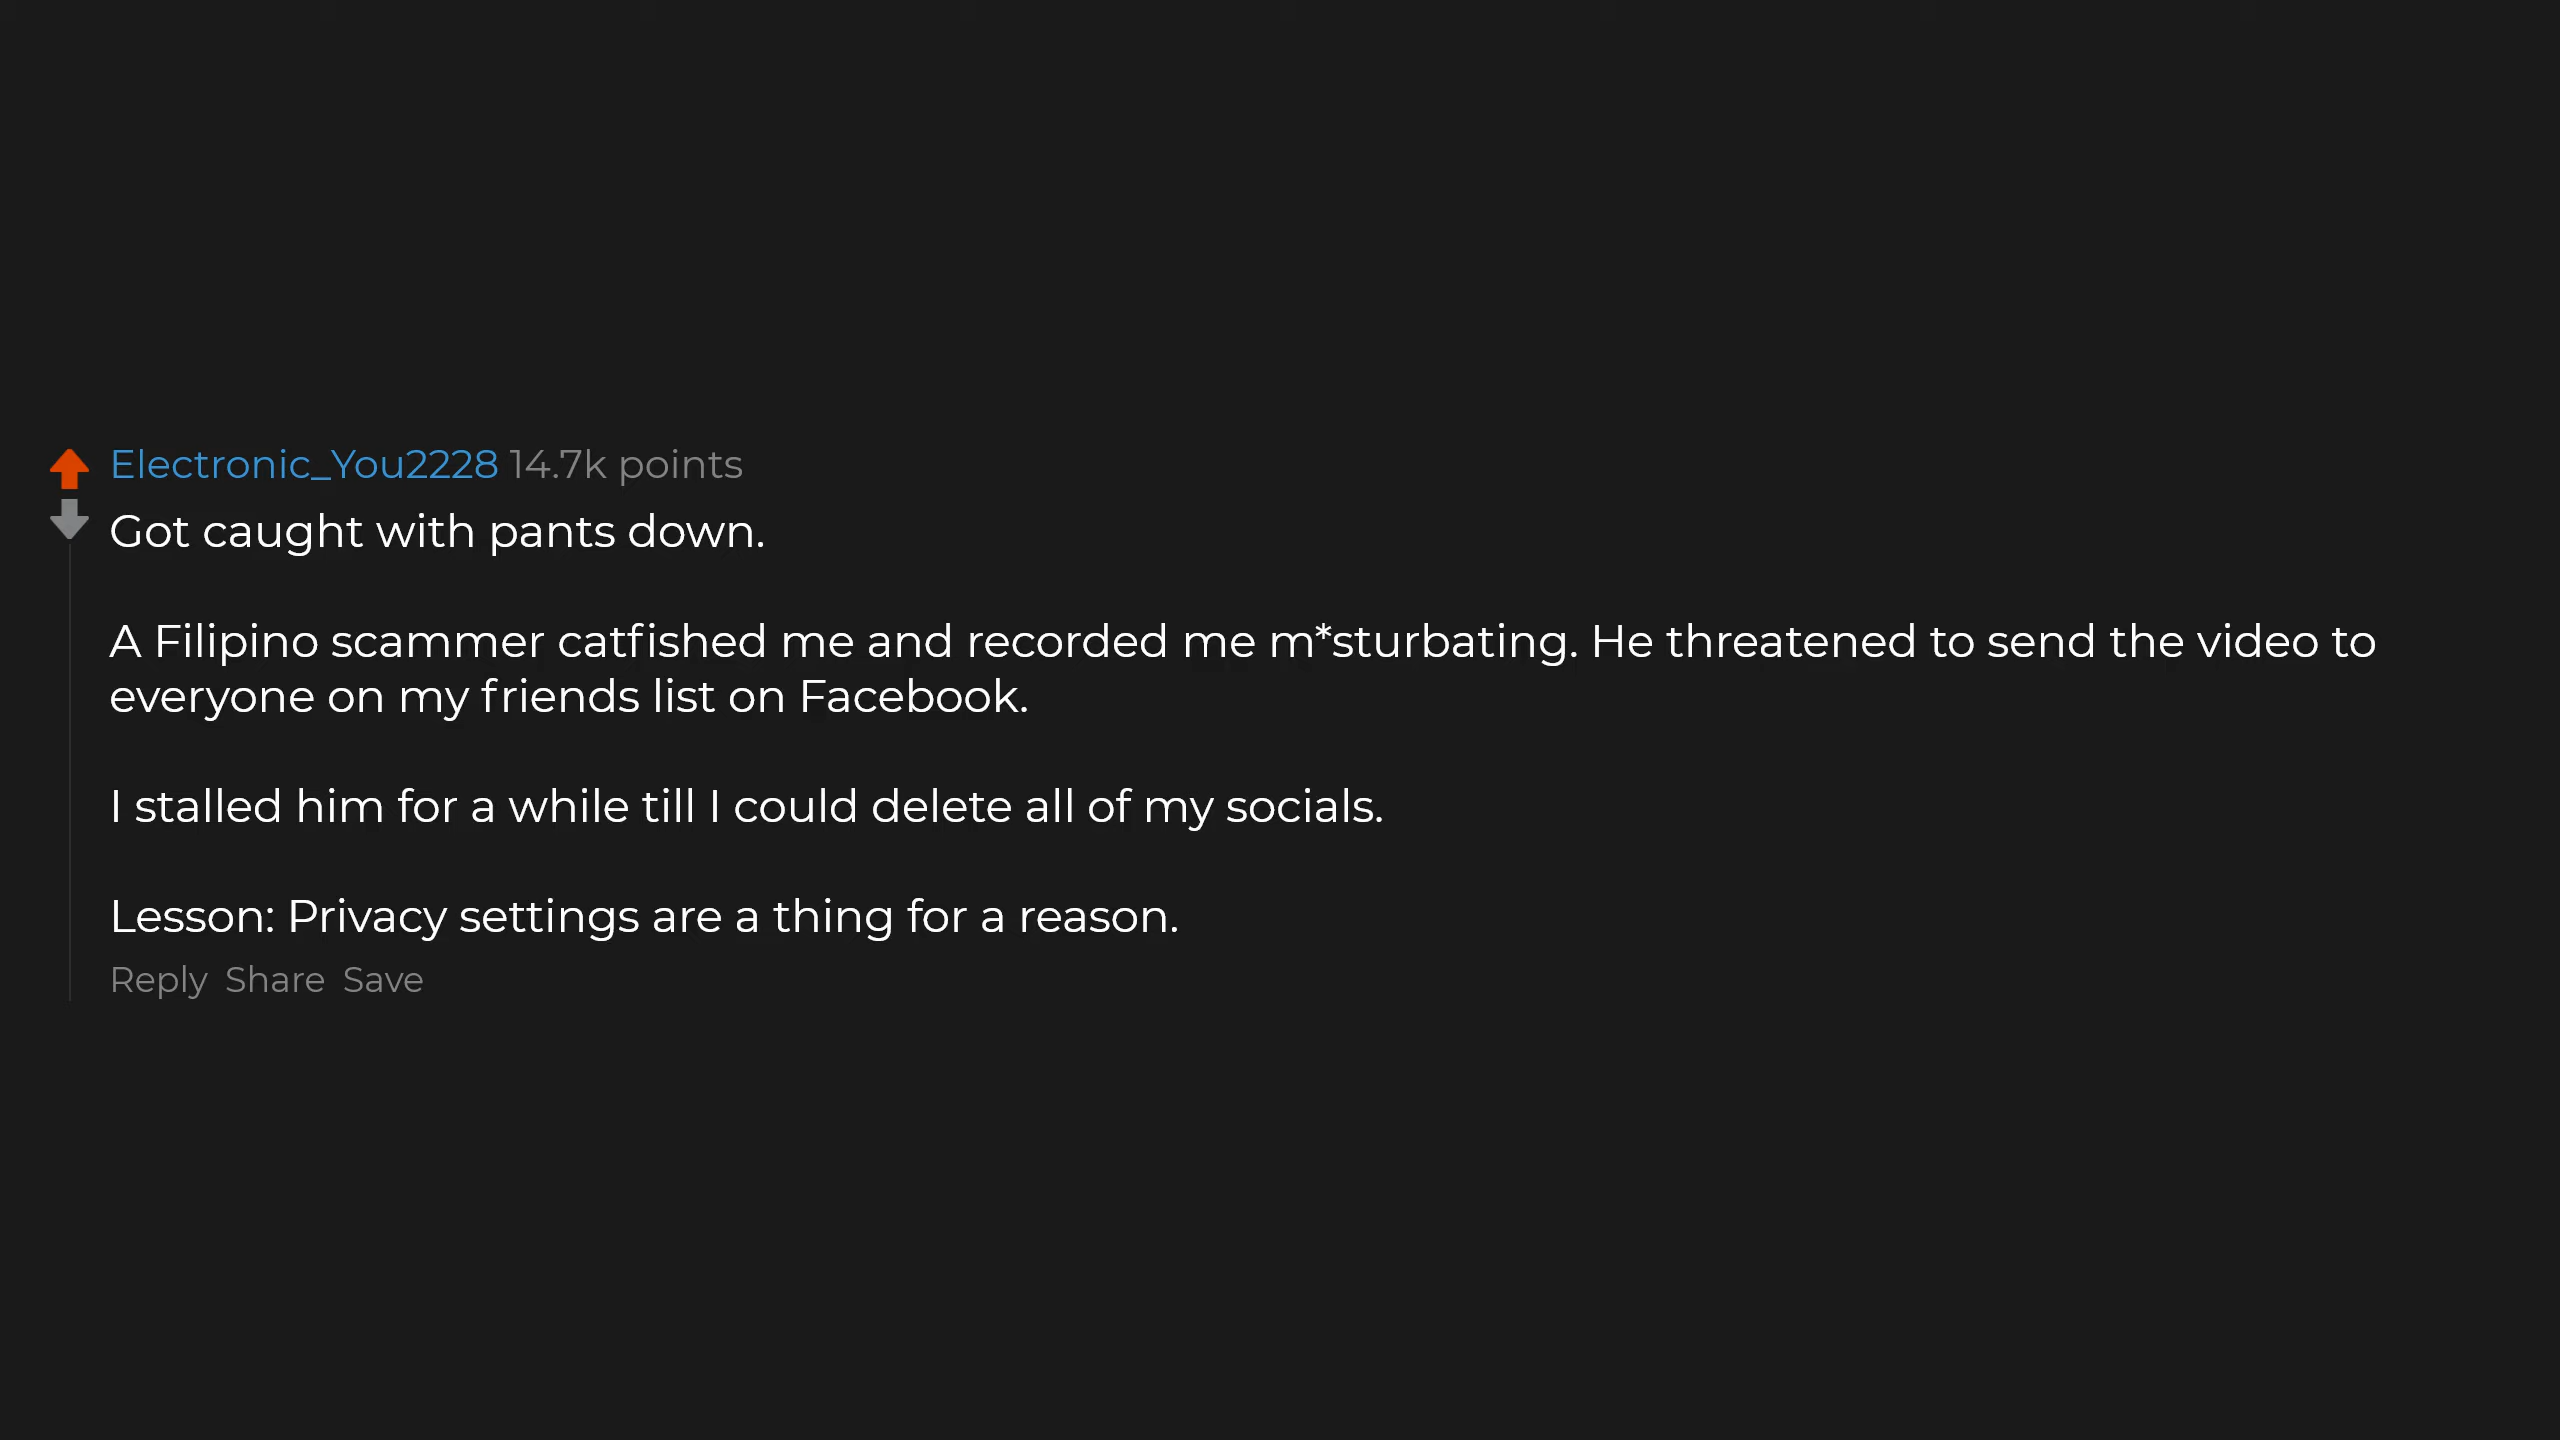 Electronic_You2228 14.7k points
Got caught with pants down.
A Filipino scammer catfished me and recorded me m*sturbating. He threatened to send the video to
everyone on my friends list on Facebook.
I stalled him for a while till I could delete all of my socials.
Lesson: Privacy settings are a thing for a reason.
Reply Share Save